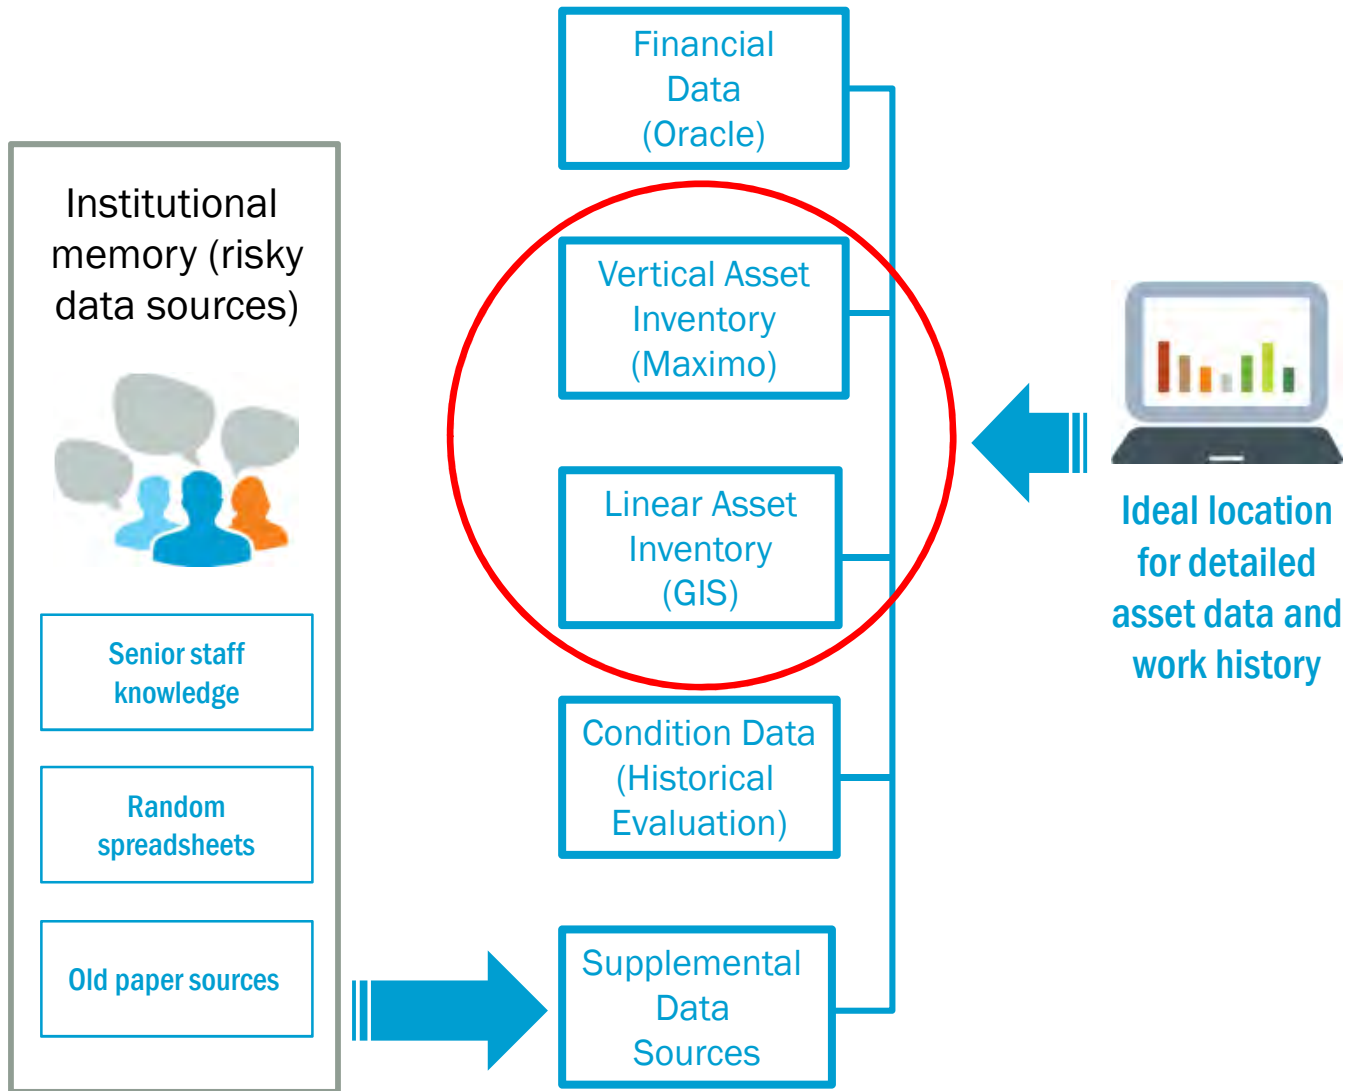 Institutional
memory (risky
data sources)
Senior staff
knowledge
Random
spreadsheets
Old paper sources
Financial
Data
(Oracle)
Vertical Asset
Inventory
(Maximo)
Linear Asset
Inventory
(GIS)
Condition Data
(Historical
Evaluation)
Supplemental
Data
Sources
Ideal location
for detailed
asset data and
work history